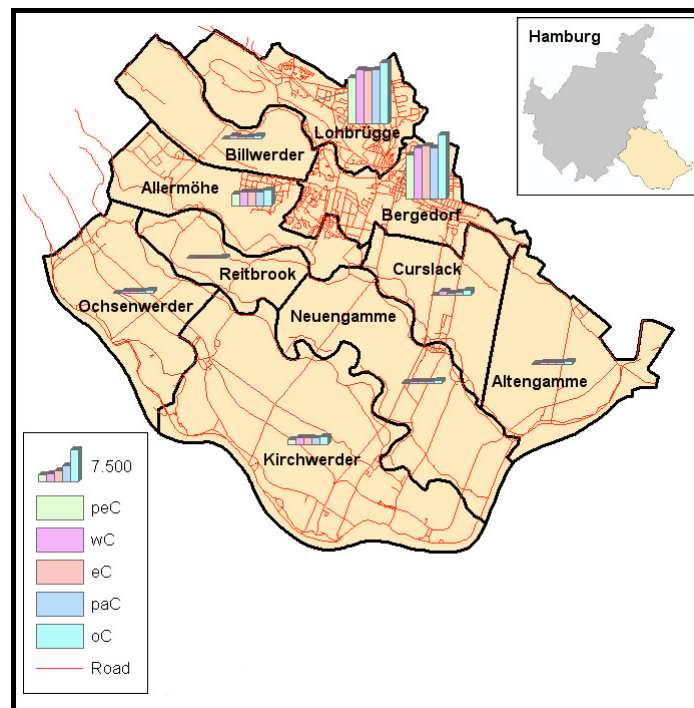 Hamburg
Lohbrügge
Billwerder
Allermöhe
Bergedorf
Reitbrook
Curslack
Ochsenwerder
Neuengamme
Altengamme
Kirchwerder
7.500
peC
wC
eC
paC
oC
Road